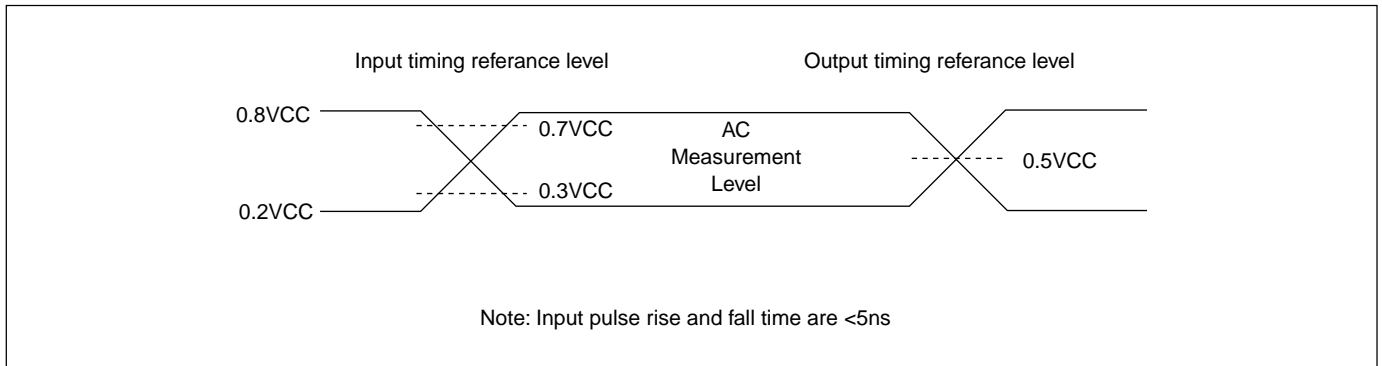 Input timing referance level
Output timing referance level
0.8VCC
0.7VCC
AC
Measurement
Level
0.5VCC
0.3VCC
0.2VCC
Note: Input pulse rise and fall time are <5ns